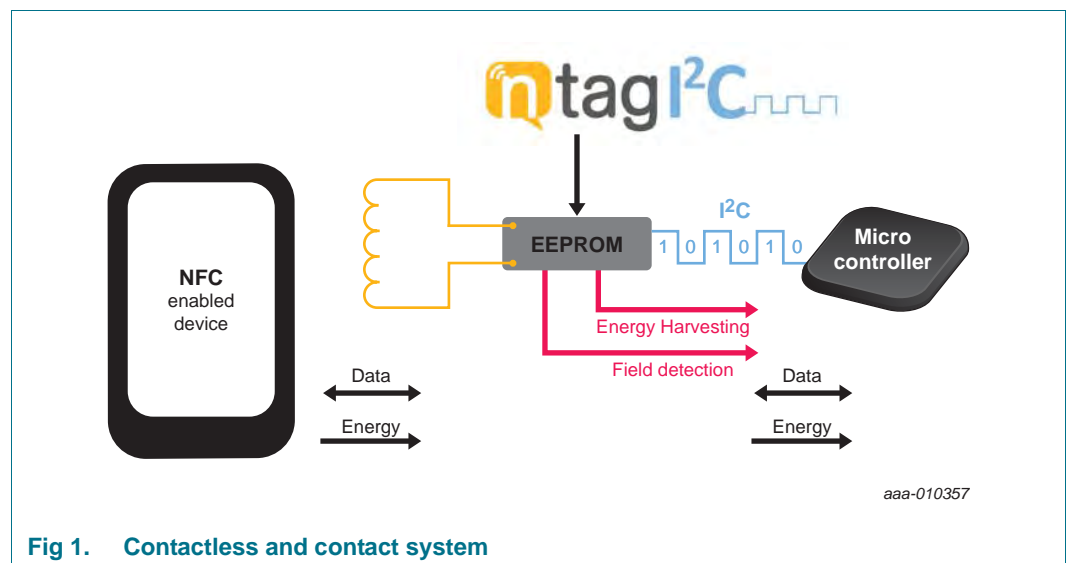 ntag I²C
I²C
EEPROM
1 0 1 0 1 0
Micro
controller
NFC
enabled
device
Energy Harvesting
Field detection
Data
Energy
Data
Energy
aaa-010357
Fig 1. Contactless and contact system